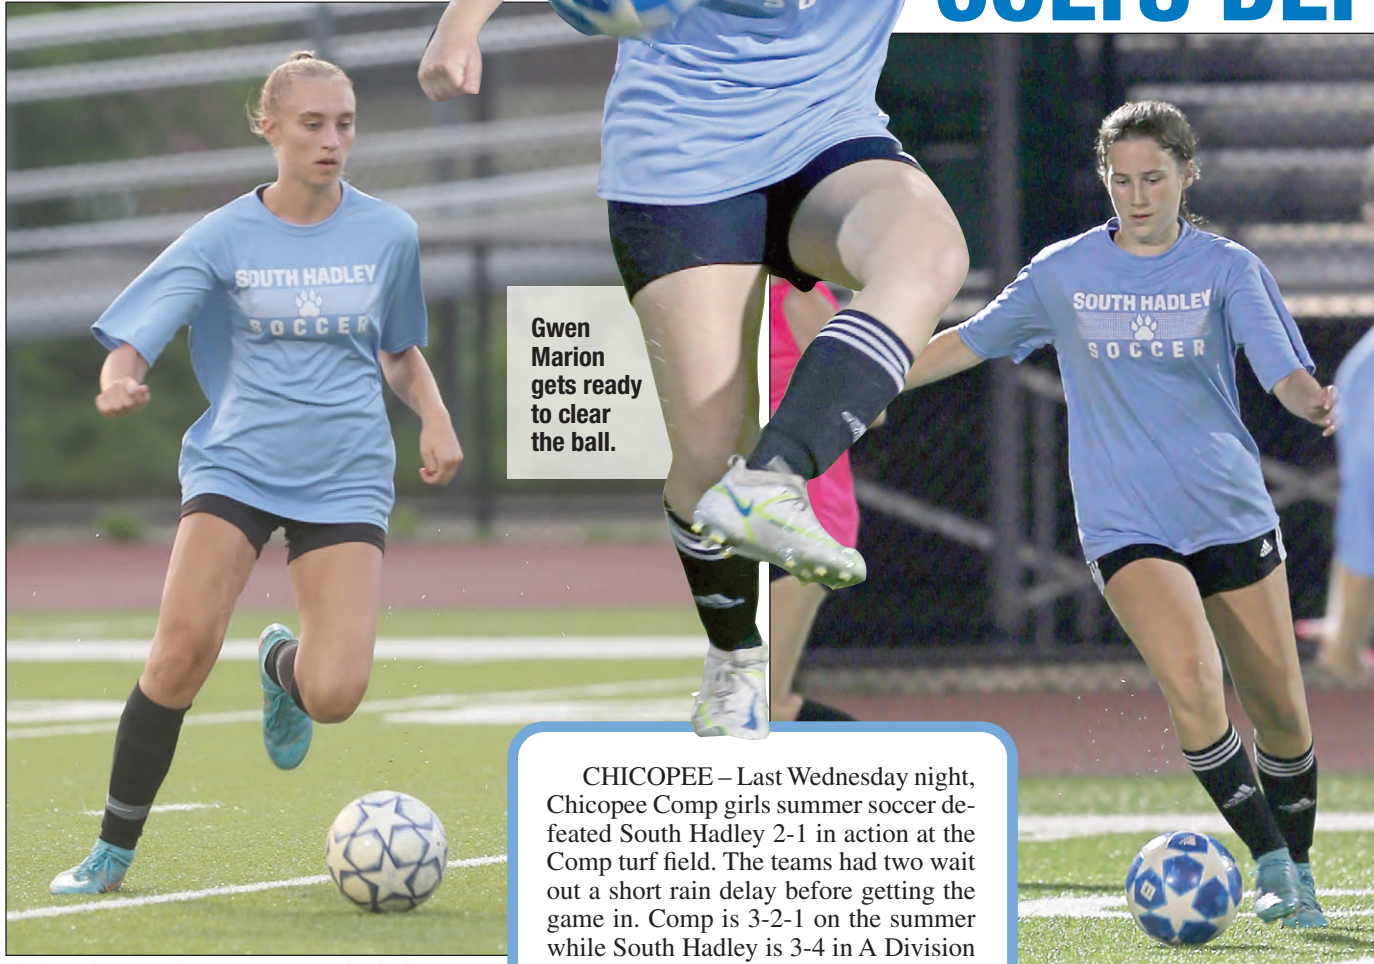 SOUTH HADLEY
SOCCER
Gwen
Marion
gets ready
to clear
the ball.
SOUTH HADLEY
SOCCER
CHICOPEE – Last Wednesday night,
Chicopee Comp girls summer soccer de-
feated South Hadley 2-1 in action at the
Comp turf field. The teams had two wait
out a short rain delay before getting the
game in. Comp is 3-2-1 on the summer
while South Hadley is 3-4 in A Division